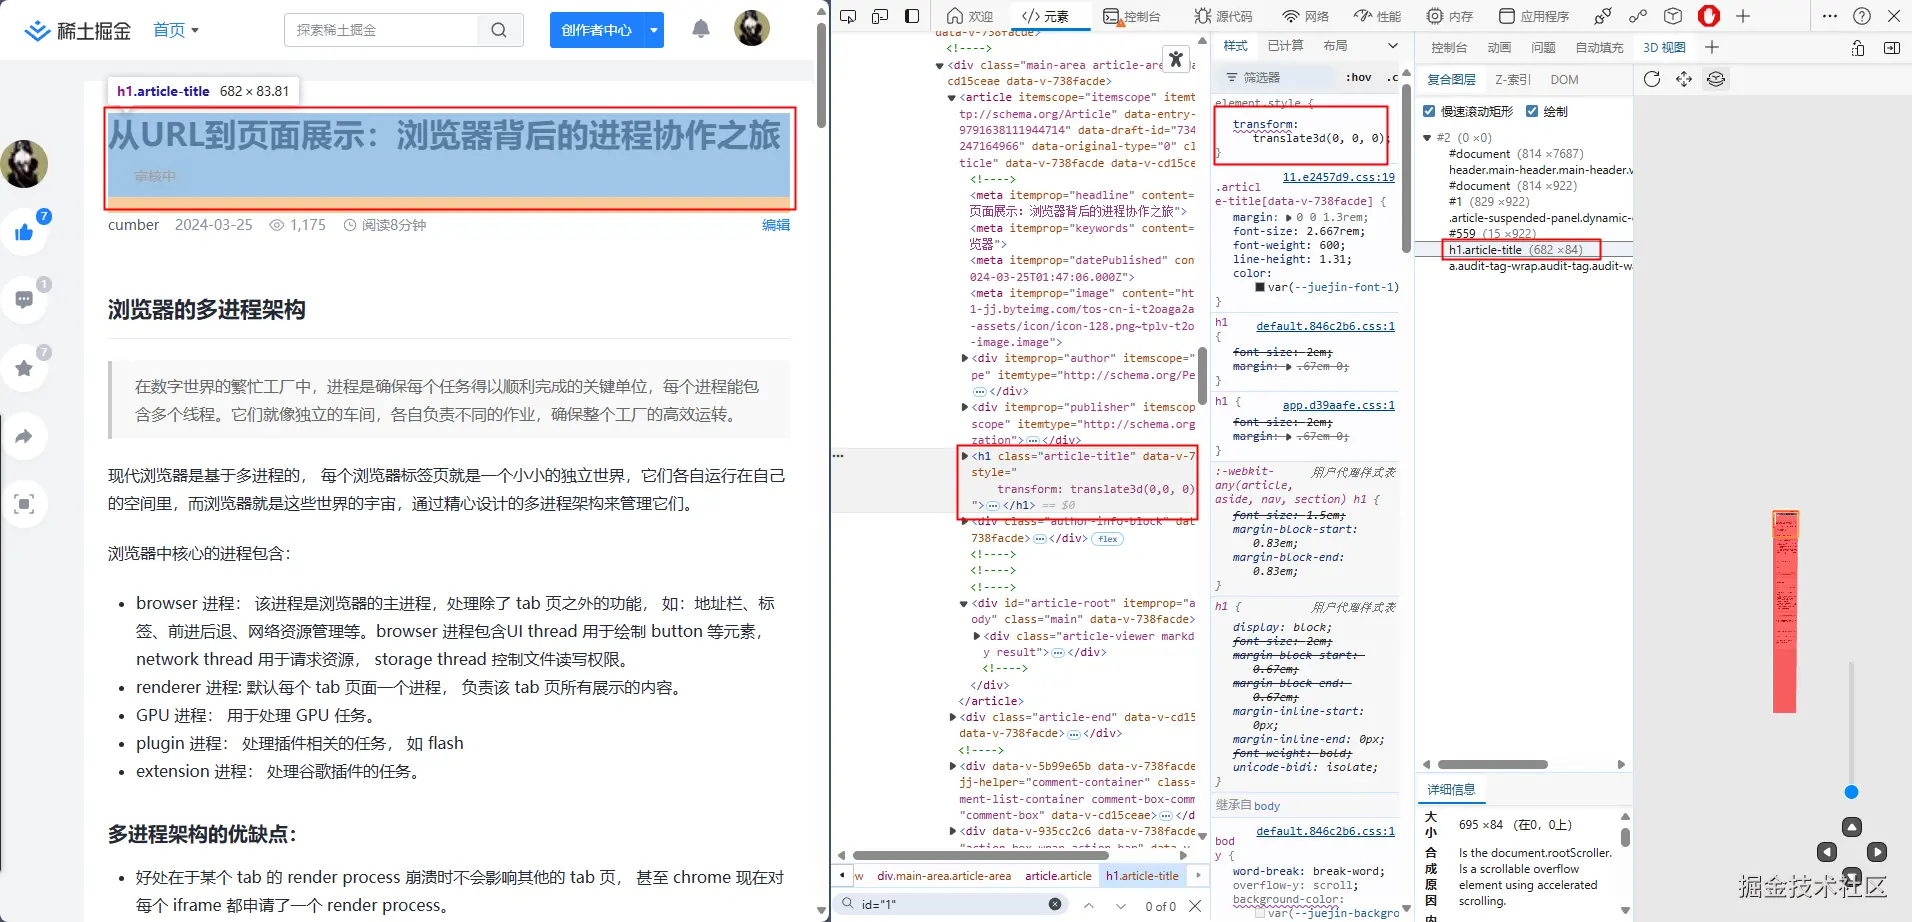 稀土掘金
首页
探索稀土掘金
创作者中心
h1.article-title 682 × 83.81
从URL到页面展示：浏览器背后的进程协作之旅
审核中
cumber 2024-03-25 1,175 阅读8分钟
编辑
7
1
7
浏览器的多进程架构
在数字世界的繁忙工厂中，进程是确保每个任务得以顺利完成的关键单位，每个进程能包
含多个线程。它们就像独立的车间，各自负责不同的作业，确保整个工厂的高效运转。
现代浏览器是基于多进程的， 每个浏览器标签页就是一个小小的独立世界，它们各自运行在自己
的空间里，而浏览器就是这些世界的宇宙，通过精心设计的多进程架构来管理它们。
浏览器中核心的进程包含：
• browser 进程： 该进程是浏览器的主进程，处理除了 tab 页之外的功能， 如：地址栏、标
签、前进后退、网络资源管理等。browser 进程包含UI thread 用于绘制 button 等元素，
network thread 用于请求资源， storage thread 控制文件读写权限。
• renderer 进程: 默认每个 tab 页面一个进程， 负责该 tab 页所有展示的内容。
• GPU 进程： 用于处理 GPU 任务。
• plugin 进程： 处理插件相关的任务， 如 flash
• extension 进程： 处理谷歌插件的任务。
多进程架构的优缺点：
• 好处在于某个 tab 的 render process 崩溃时不会影响其他的 tab 页， 甚至 chrome 现在对
每个 iframe 都申请了一个 render process。
欢迎
</> 元素
控制台
源代码
网络
性能
内存
应用程序
data-v-738facde>
<!---->
<div class="main-area article-are
cd15ceae data-v-738facde>
<article itemscope="itemscope" itemt
tp://schema.org/Article" data-entry-
9791638111944714" data-draft-id="734
247164966" data-original-type="0" cl
ticle" data-v-738facde data-v-cd15ce
<!---->
<meta itemprop="headline" content=
页面展示：浏览器背后的进程协作之旅">
<meta itemprop="keywords" content=
览器">
<meta itemprop="datePublished" con
024-03-25T01:47:06.000Z">
<meta itemprop="image" content="ht
1-jj.byteimg.com/tos-cn-i-t2oaga2a
-assets/icon/icon-128.png~tplv-t2o
-image.image">
<div itemprop="author" itemscope="
pe" itemtype="http://schema.org/Pe
</div>
<div itemprop="publisher" itemscop
scope" itemtype="http://schema.org
zation"></div>
<h1 class="article-title" data-v-7
style="
transform: translate3d(0,0, 0)
"></h1> == $0
<div class="author-info-block" dat
738facde></div> flex
<!---->
<!---->
<!---->
<div id="article-root" itemprop="a
ody" class="main" data-v-738facde>
<div class="article-viewer markd
y result"></div>
<!---->
</div>
</article>
<div class="article-end" data-v-cd15
data-v-738facde></div>
<!---->
<div data-v-5b99e65b data-v-738facde
jj-helper="comment-container" class=
ment-list-container comment-box-comm
"comment-box" data-v-cd15ceae></d
<div data-v-935cc2c6 data-v-738facde
"action-box wrap-action-bar" data-v
w div.main-area.article-area article.article h1.article-title
id="1"
0 of 0
样式 已计算 布局
筛选器 :hov .c
element.style {
transform:
translate3d(0, 0, 0);
}
11.e2457d9.css:19
.articl
e-title[data-v-738facde] {
margin: 0 0 1.3rem;
font-size: 2.667rem;
font-weight: 600;
line-height: 1.31;
color:
var(--juejin-font-1)
}
h1 default.846c2b6.css:1
{
font-size: 2em;
margin: .67em 0;
}
h1 { app.d39aafe.css:1
font-size: 2em;
margin: .67em 0;
}
:-webkit- 用户代理样式表
any(article,
aside, nav, section) h1 {
font-size: 1.5em;
margin-block-start:
0.83em;
margin-block-end:
0.83em;
}
h1 { 用户代理样式表
display: block;
font-size: 2em;
margin-block-start:
0.67em;
margin-block-end:
0.67em;
margin-inline-start:
0px;
margin-inline-end: 0px;
font-weight: bold;
unicode-bidi: isolate;
}
继承自 body
default.846c2b6.css:1
bod
y {
word-break: break-word;
overflow-y: scroll;
background-color:
var(--juejin-backgro
控制台 动画 问题 自动填充 3D 视图
复合图层 Z-索引 DOM
慢速滚动矩形 绘制
#2 (0 ×0)
#document (814 ×7687)
header.main-header.main-header.v
#document (814 ×922)
#1 (829 ×922)
.article-suspended-panel.dynamic-
#559 (15 ×922)
h1.article-title (682 ×84)
a.audit-tag-wrap.audit-tag.audit-w
详细信息
大小 695 ×84 (在0，0上)
合成原因 Is the document.rootScroller.
Is a scrollable overflow
element using accelerated
scrolling.
掘金技术社区